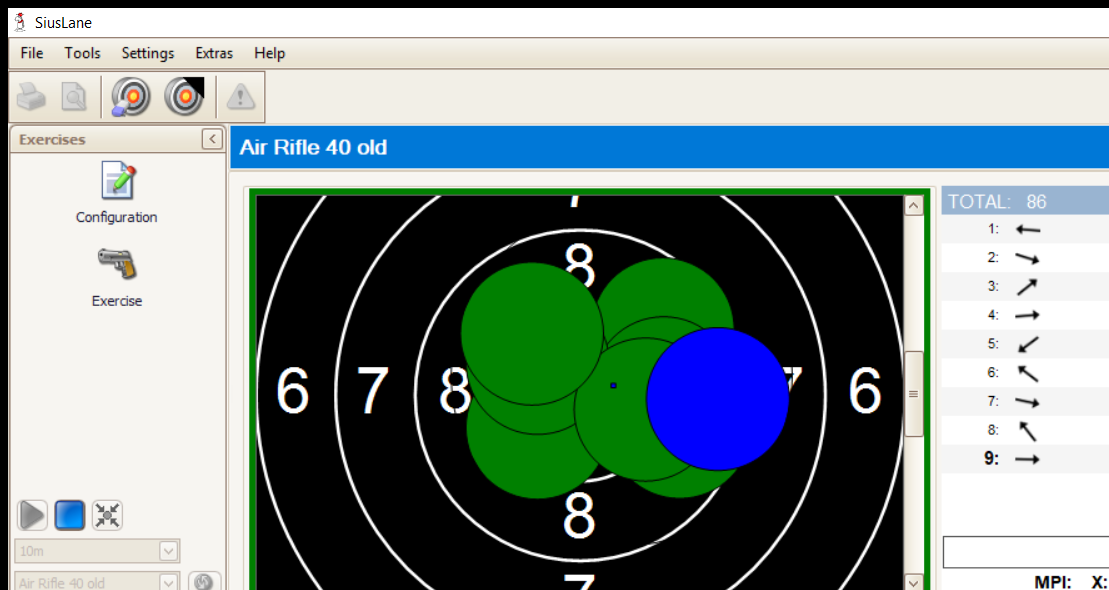 SiusLane
File Tools Settings Extras Help
Exercises
Air Rifle 40 old
Configuration
Exercise
10m
Air Rifle 40 old
7
8
6 7 8 7 6
8
7
TOTAL: 86
1:
2:
3:
4:
5:
6:
7:
8:
9:
MPI: X: